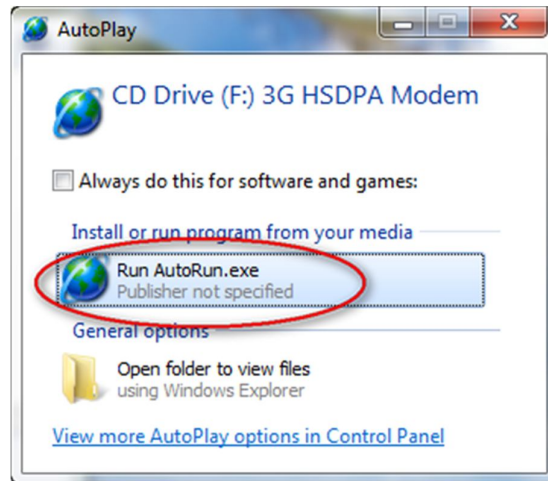 AutoPlay
CD Drive (F:) 3G HSDPA Modem
Always do this for software and games:
Install or run program from your media
Run AutoRun.exe
Publisher not specified
General options
Open folder to view files
using Windows Explorer
View more AutoPlay options in Control Panel